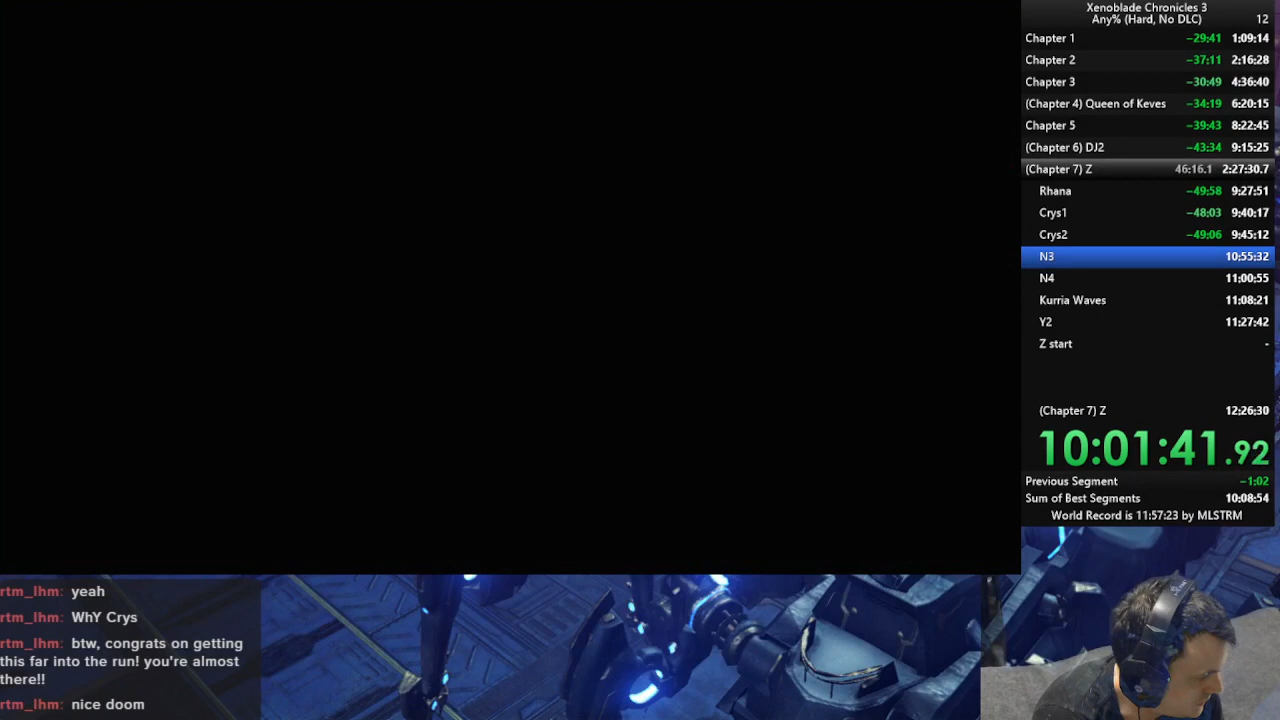 Xenoblade Chronicles 3
Any% (Hard, No DLC) 12
Chapter 1 -29:41 1:09:14
Chapter 2 -37:11 2:16:28
Chapter 3 -30:49 4:36:40
(Chapter 4) Queen of Keves -34:19 6:20:15
Chapter 5 -39:43 8:22:45
(Chapter 6) DJ2 -43:34 9:15:25
(Chapter 7) Z 46:16.1 2:27:30.7
Rhana -49:58 9:27:51
Crys1 -48:03 9:40:17
Crys2 -49:06 9:45:12
N3 10:55:32
N4 11:00:55
Kurria Waves 11:08:21
Y2 11:27:42
Z start -
(Chapter 7) Z 12:26:30
10:01:41.92
Previous Segment -1:02
Sum of Best Segments 10:08:54
World Record is 11:57:23 by MLSTRM
rtm_lhm: yeah
rtm_lhm: WhY Crys
rtm_lhm: btw, congrats on getting
this far into the run! you're almost
there!!
rtm_lhm: nice doom